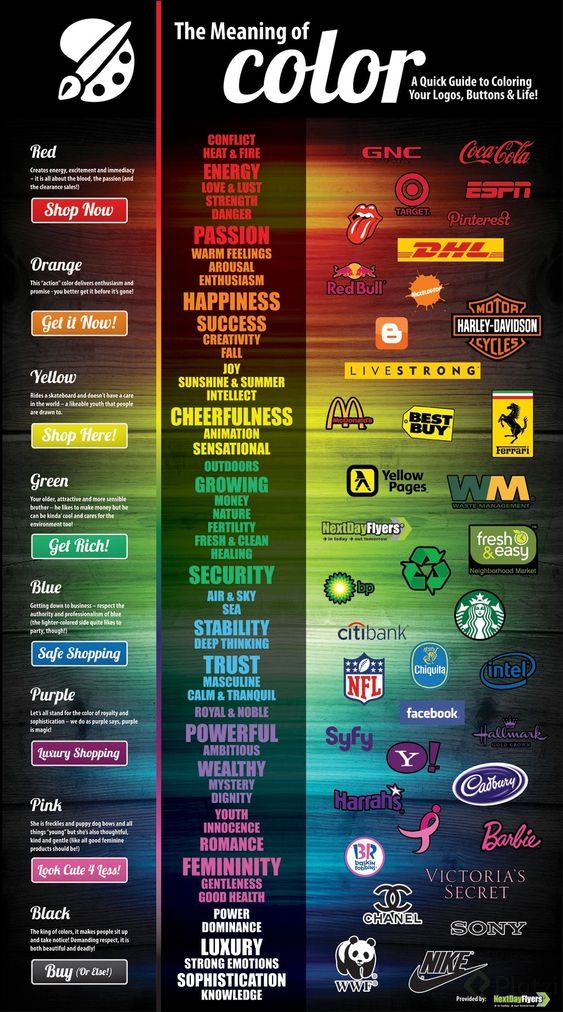 The Meaning of
color
A Quick Guide to Coloring
Your Logos, Buttons & Life!
Red
Creates energy, excitement and immediacy
– it is all about the blood, the passion (and
the clearance sales!)
Shop Now
Orange
This "action" color delivers enthusiasm and
promise - you better get it before it's gone!
Get it Now!
Yellow
Rides a skateboard and doesn't have a care
in the world – a likeable youth that people
are drawn to.
Shop Here!
Green
Your older, attractive and more sensible
brother – he likes to make money but he
can be kinda' cool and cares for the
environment too!
Get Rich!
Blue
Getting down to business – respect the
authority and professionalism of blue
(the lighter-colored side quite likes to
party, though!)
Safe Shopping
Purple
Let's all stand for the color of royalty and
sophistication – we do as purple says, purple
is magic!
Luxury Shopping
Pink
She is freckles and puppy dog bows and all
things "young" but she's also thoughtful,
kind and gentle (like all good feminine
products should be!)
Look Cute 4 Less!
Black
The king of colors, it makes people sit up
and take notice! Demanding respect, it is
both beautiful and deadly!
Buy (Or Else!)
CONFLICT
HEAT & FIRE
ENERGY
LOVE & LUST
STRENGTH
DANGER
PASSION
WARM FEELINGS
AROUSAL
ENTHUSIASM
HAPPINESS
SUCCESS
CREATIVITY
FALL
JOY
SUNSHINE & SUMMER
INTELLECT
CHEERFULNESS
ANIMATION
SENSATIONAL
OUTDOORS
GROWING
MONEY
NATURE
FERTILITY
FRESH & CLEAN
HEALING
SECURITY
AIR & SKY
SEA
STABILITY
DEEP THINKING
TRUST
MASCULINE
CALM & TRANQUIL
ROYAL & NOBLE
POWERFUL
AMBITIOUS
WEALTHY
MYSTERY
DIGNITY
YOUTH
INNOCENCE
ROMANCE
FEMININITY
GENTLENESS
GOOD HEALTH
POWER
DOMINANCE
LUXURY
STRONG EMOTIONS
SOPHISTICATION
KNOWLEDGE
GNC
Coca-Cola
TARGET.
ESPN
Pinterest
DHL
Red Bull
NICKELODEON
MOTOR
HARLEY-DAVIDSON
CYCLES
LIVESTRONG
McDonald's
BEST
BUY
Ferrari
Yellow
Pages
WM
WASTE MANAGEMENT
NextDayFlyers
in today out tomorrow
fresh
&easy
Neighborhood Market
bp
citibank
NFL
Chiquita
intel
facebook
Syfy
Y!
Hallmark
GOLD CROWN
Cadbury
Harrah's
Barbie
BR
baskin
robbins
VICTORIA'S
SECRET
CHANEL
SONY
WWF
NIKE
Provided by:
NextDayFlyers
in today out tomorrow